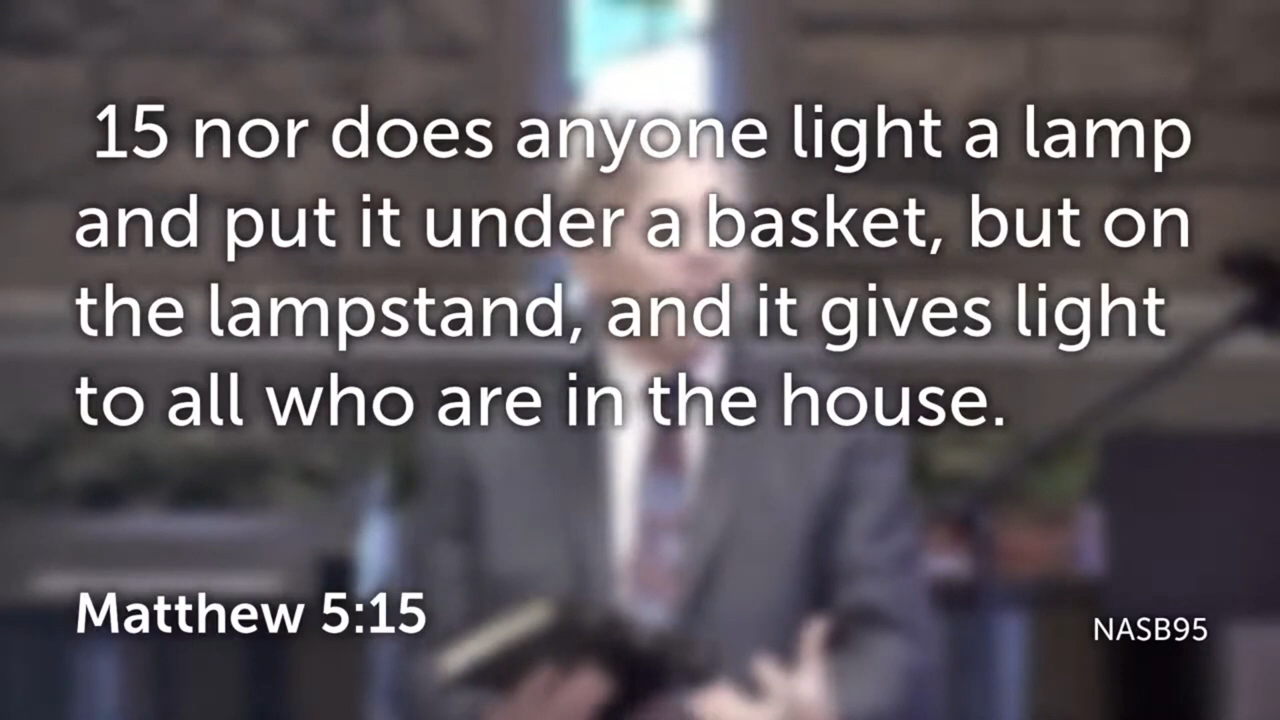 15 nor does anyone light a lamp
and put it under a basket, but on
the lampstand, and it gives light
to all who are in the house.
Matthew 5:15
NASB95